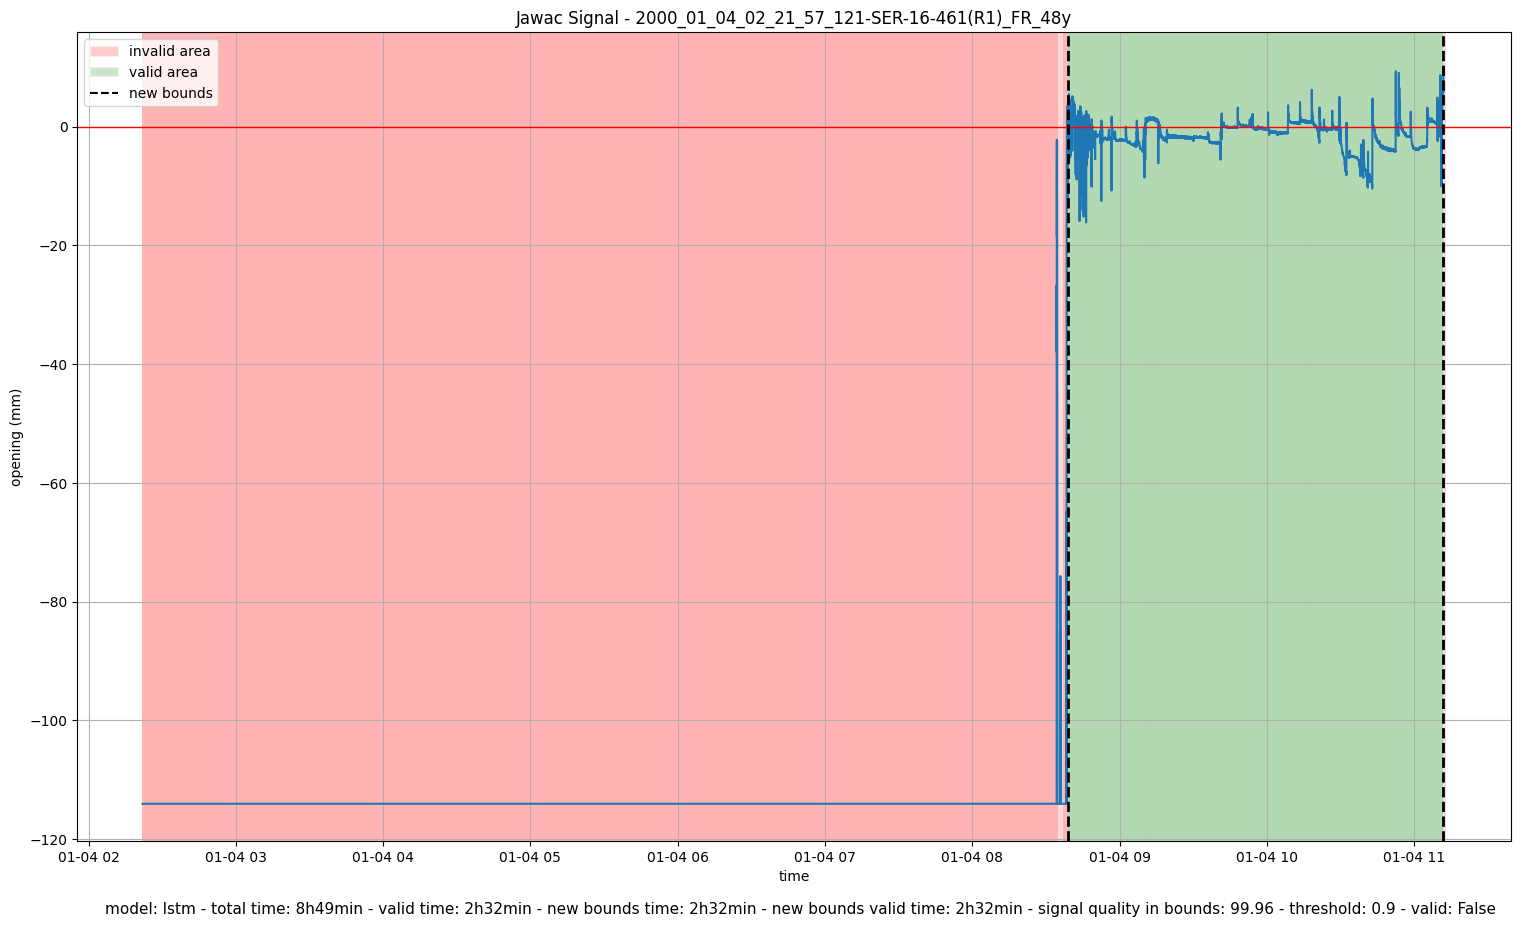 Jawac Signal - 2000_01_04_02_21_57_121-SER-16-461(R1)_FR_48y
invalid area
valid area
new bounds
0
−20
−40
−60
−80
−100
−120
opening (mm)
01-04 02
01-04 03
01-04 04
01-04 05
01-04 06
01-04 07
01-04 08
01-04 09
01-04 10
01-04 11
time
model: lstm - total time: 8h49min - valid time: 2h32min - new bounds time: 2h32min - new bounds valid time: 2h32min - signal quality in bounds: 99.96 - threshold: 0.9 - valid: False